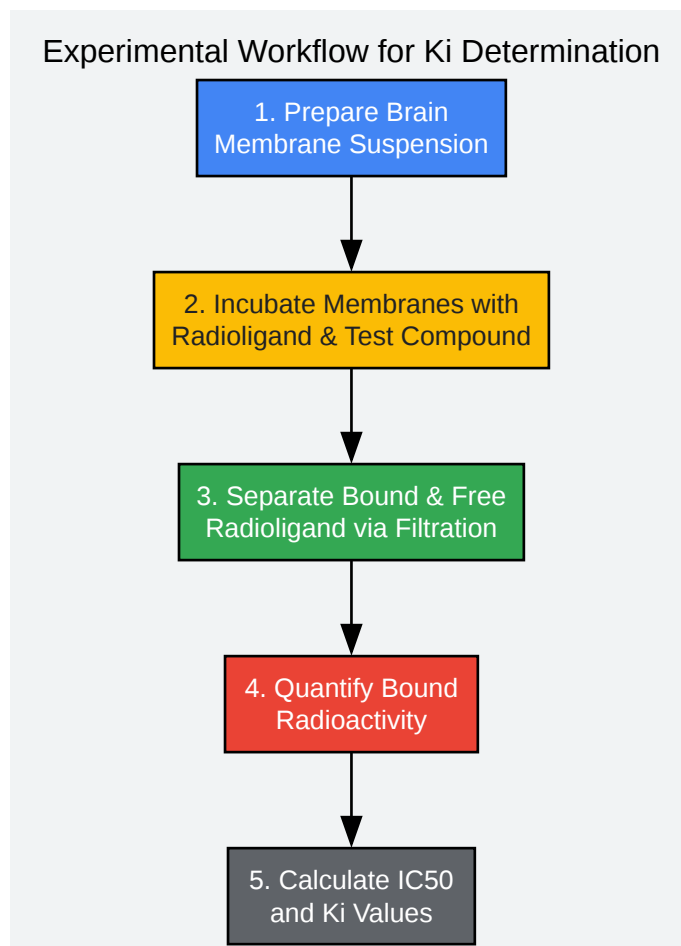 Experimental Workflow for Ki Determination
1. Prepare Brain
Membrane Suspension
2. Incubate Membranes with
Radioligand & Test Compound
3. Separate Bound & Free
Radioligand via Filtration
4. Quantify Bound
Radioactivity
5. Calculate IC50
and Ki Values